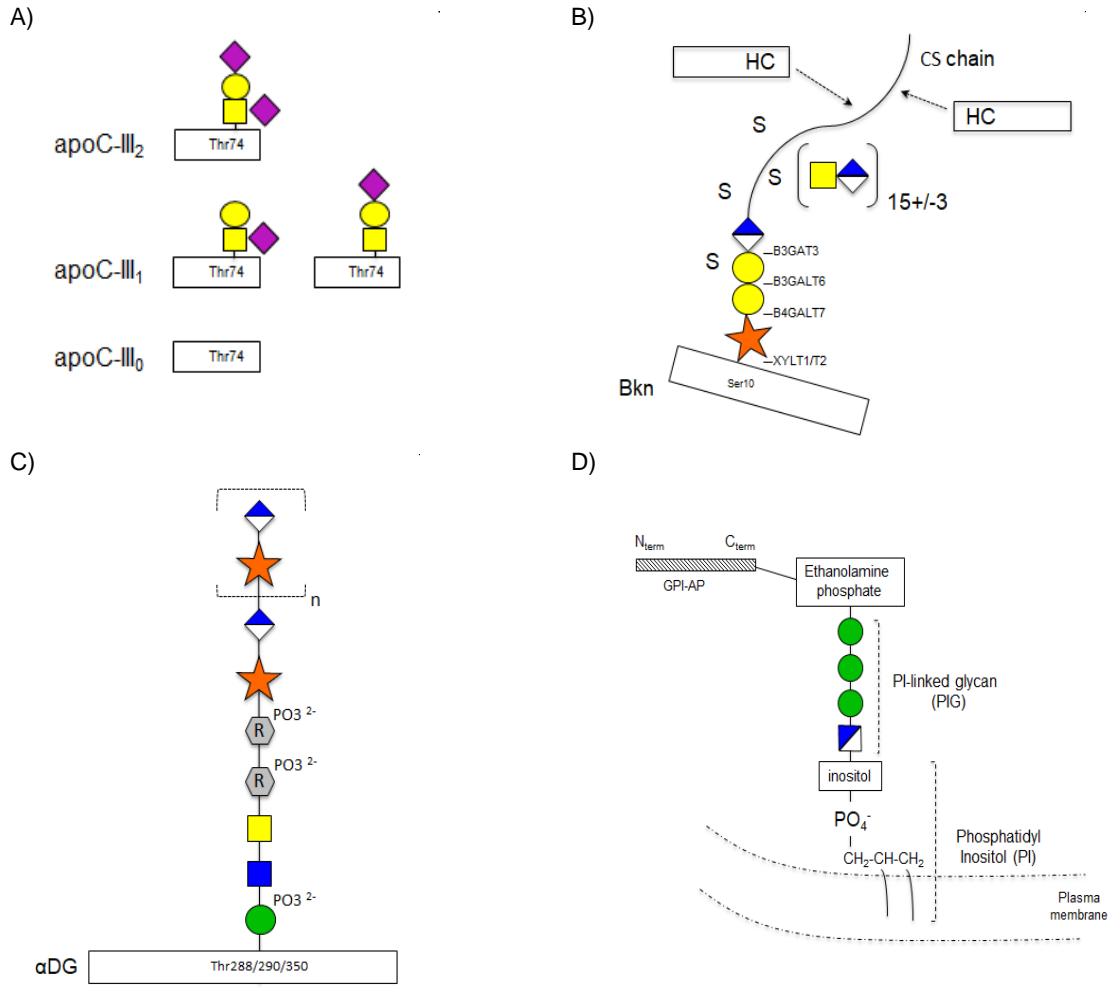 A)
apoC-III2
Thr74
apoC-III1
Thr74
Thr74
apoC-III0
Thr74
B)
HC
CS chain
HC
S
S
S
15+/-3
S
B3GAT3
B3GALT6
B4GALT7
XYLT1/T2
Bkn
Ser10
C)
n
PO3 2-
R
PO3 2-
R
PO3 2-
αDG
Thr288/290/350
D)
Nterm
Cterm
GPI-AP
Ethanolamine
phosphate
PI-linked glycan
(PIG)
inositol
PO4-
Phosphatidyl
Inositol (PI)
CH2-CH-CH2
Plasma
membrane